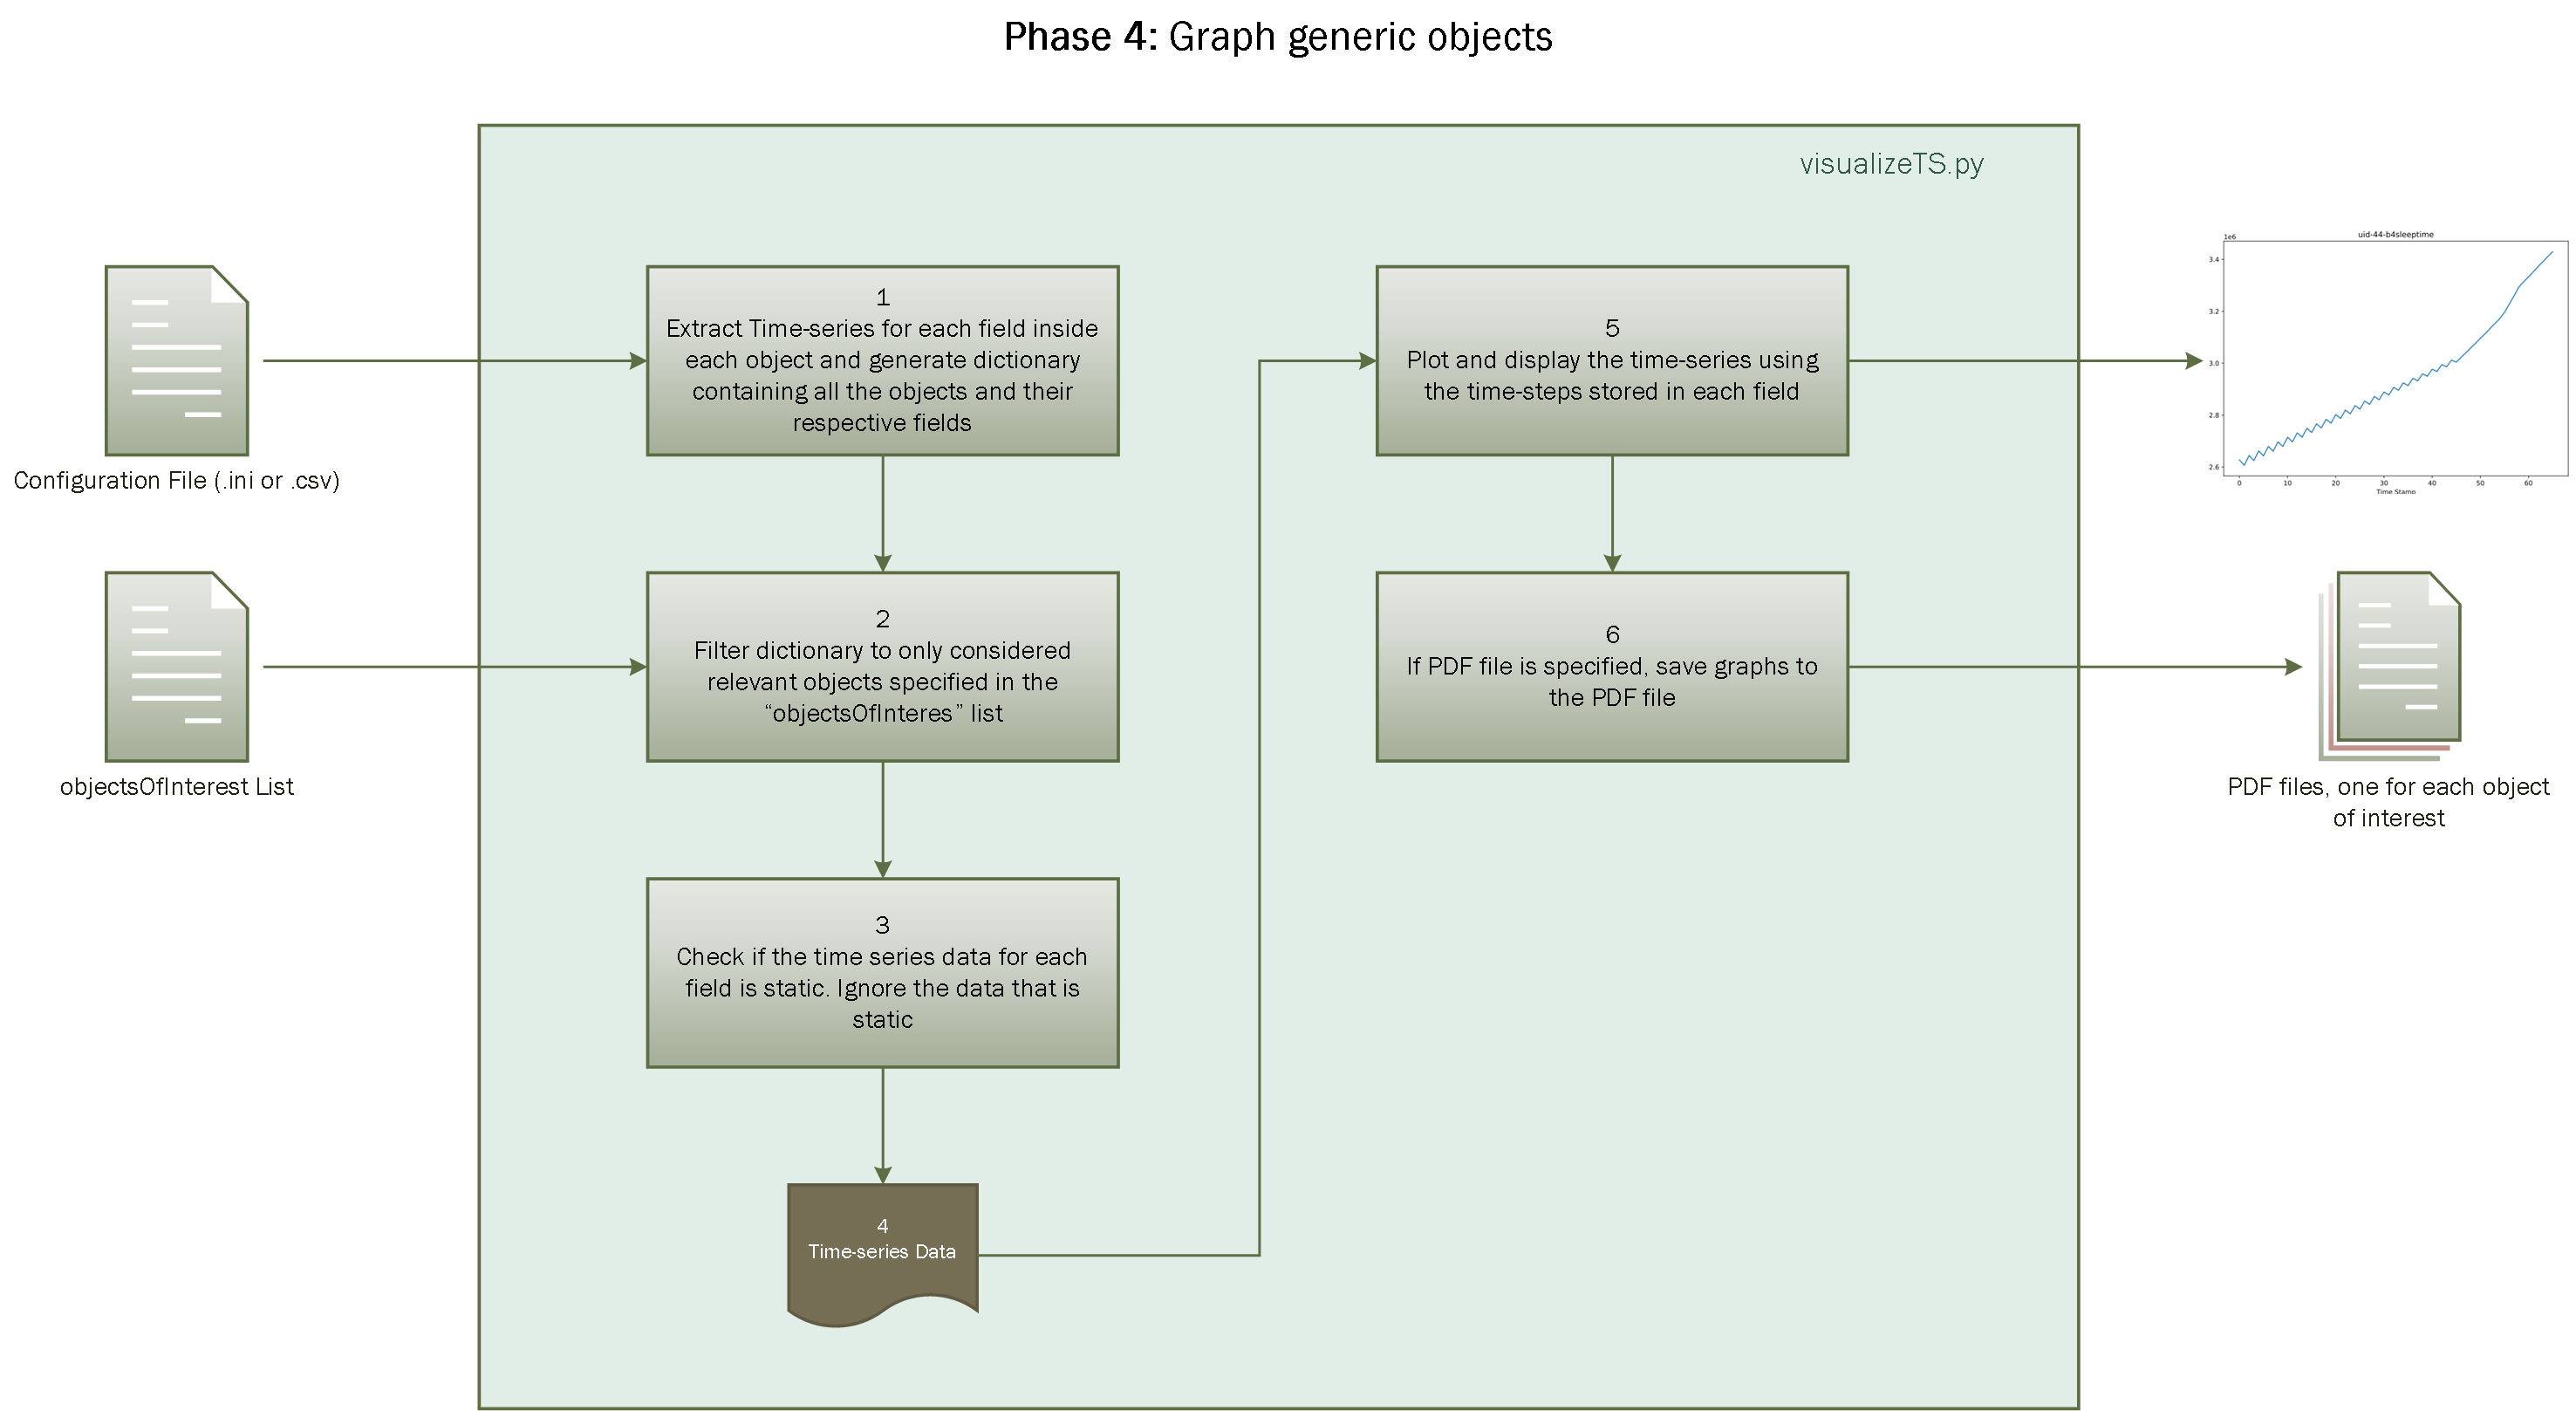 Phase 4: Graph generic objects
visualizeTS.py
Configuration File (.ini or .csv)
objectsOfInterest List
1
Extract Time-series for each field inside
each object and generate dictionary
containing all the objects and their
respective fields
2
Filter dictionary to only considered
relevant objects specified in the
“objectsOfInteres” list
3
Check if the time series data for each
field is static. Ignore the data that is
static
4
Time-series Data
5
Plot and display the time-series using
the time-steps stored in each field
6
If PDF file is specified, save graphs to
the PDF file
uid-44-b4sleeptime
1e6
3.4
3.2
3.0
2.8
2.6
0 10 20 30 40 50 60
Time Stamp
PDF files, one for each object
of interest